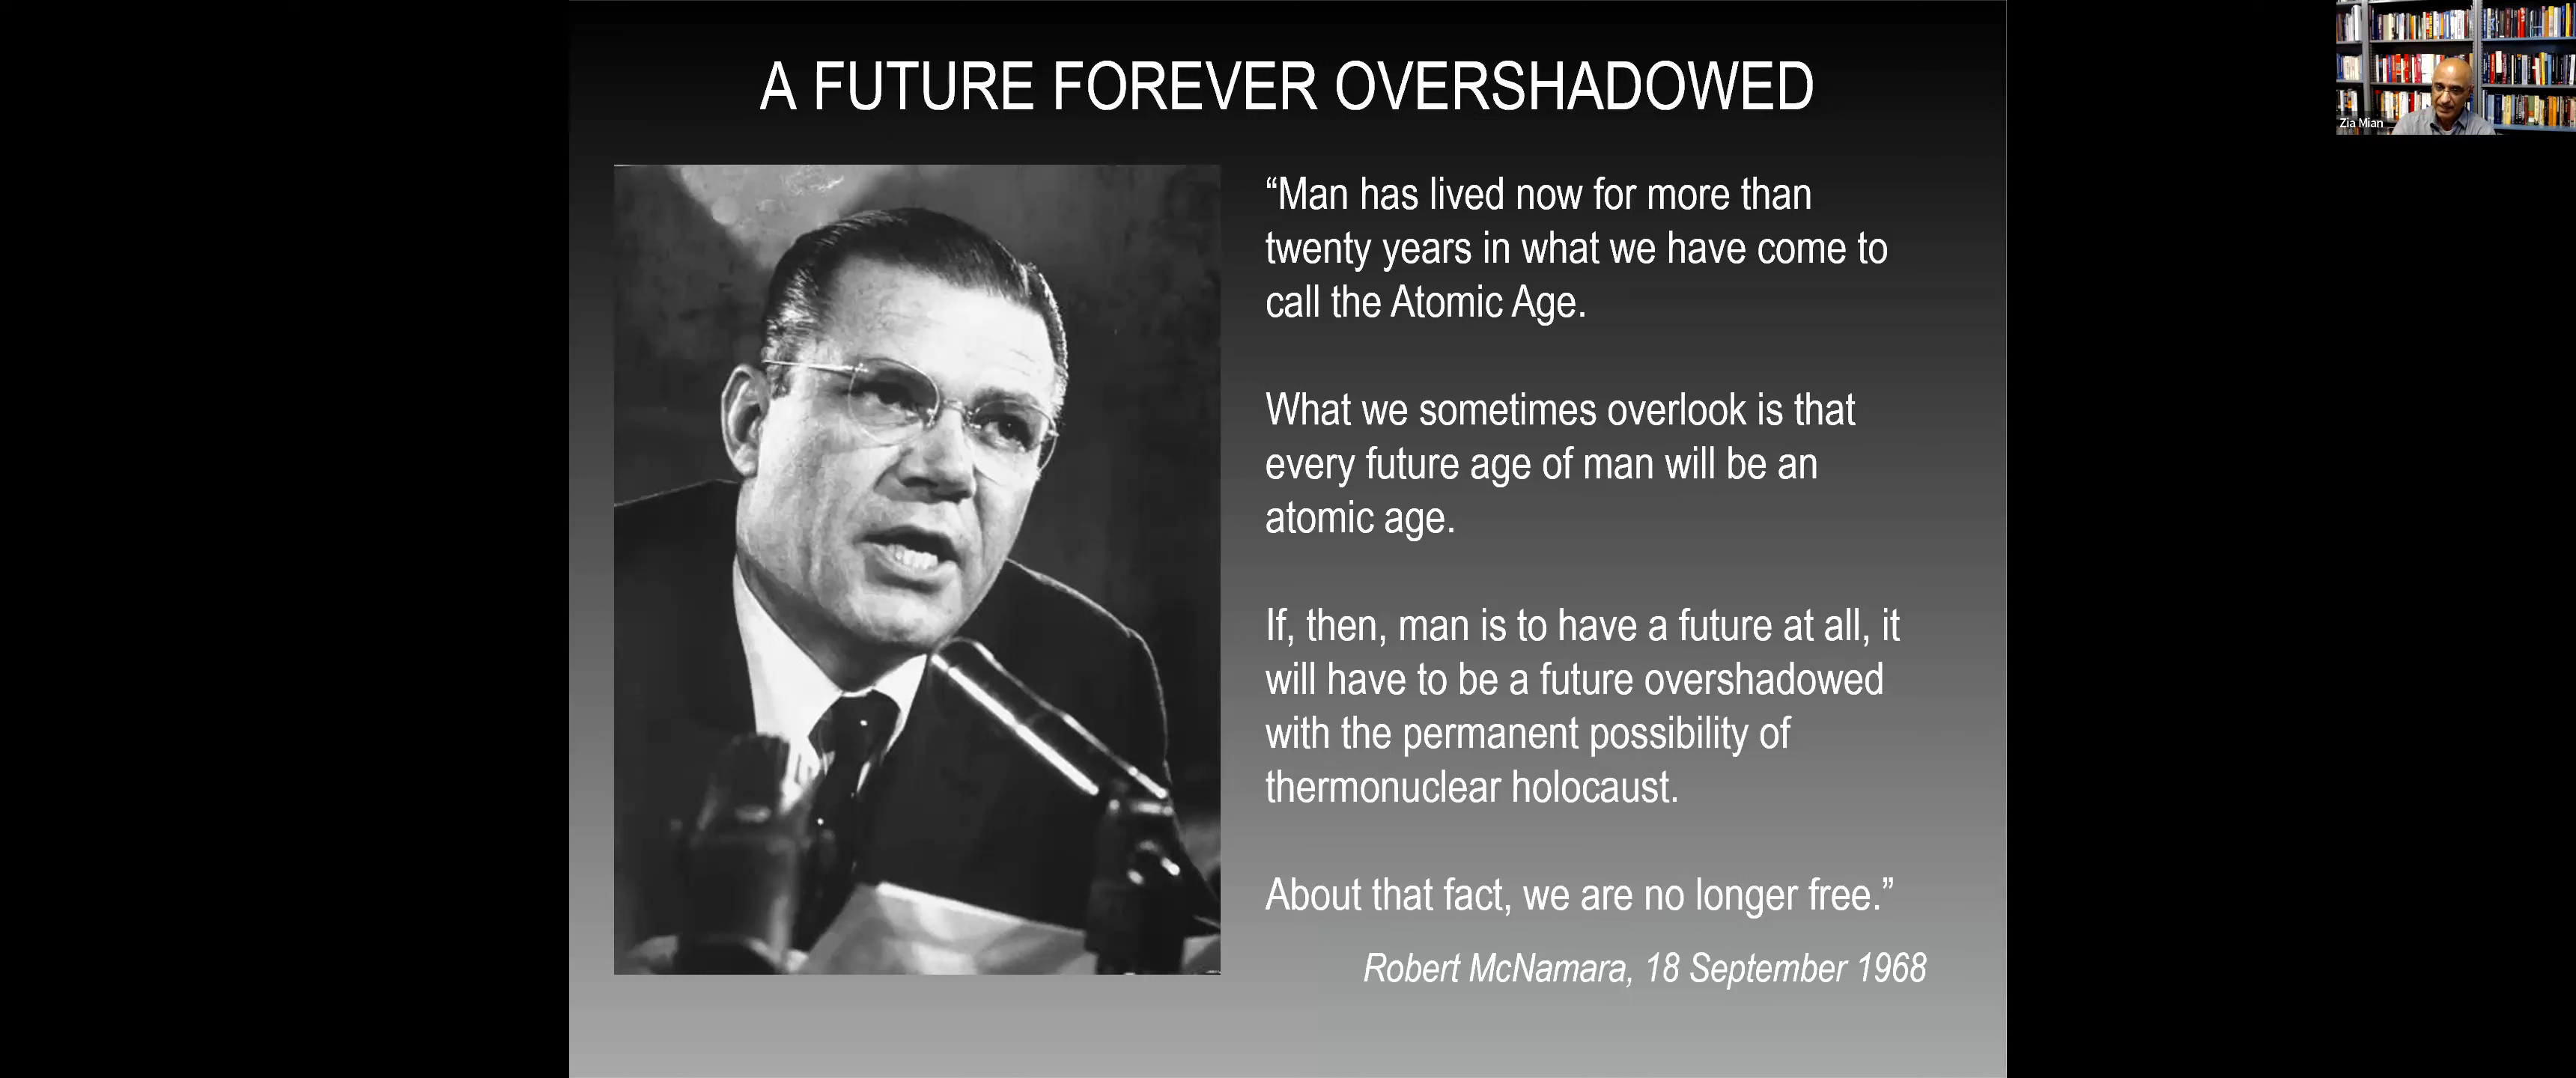 A FUTURE FOREVER OVERSHADOWED
“Man has lived now for more than
twenty years in what we have come to
call the Atomic Age.
What we sometimes overlook is that
every future age of man will be an
atomic age.
If, then, man is to have a future at all, it
will have to be a future overshadowed
with the permanent possibility of
thermonuclear holocaust.
About that fact, we are no longer free.”
Robert McNamara, 18 September 1968
Zia Mian